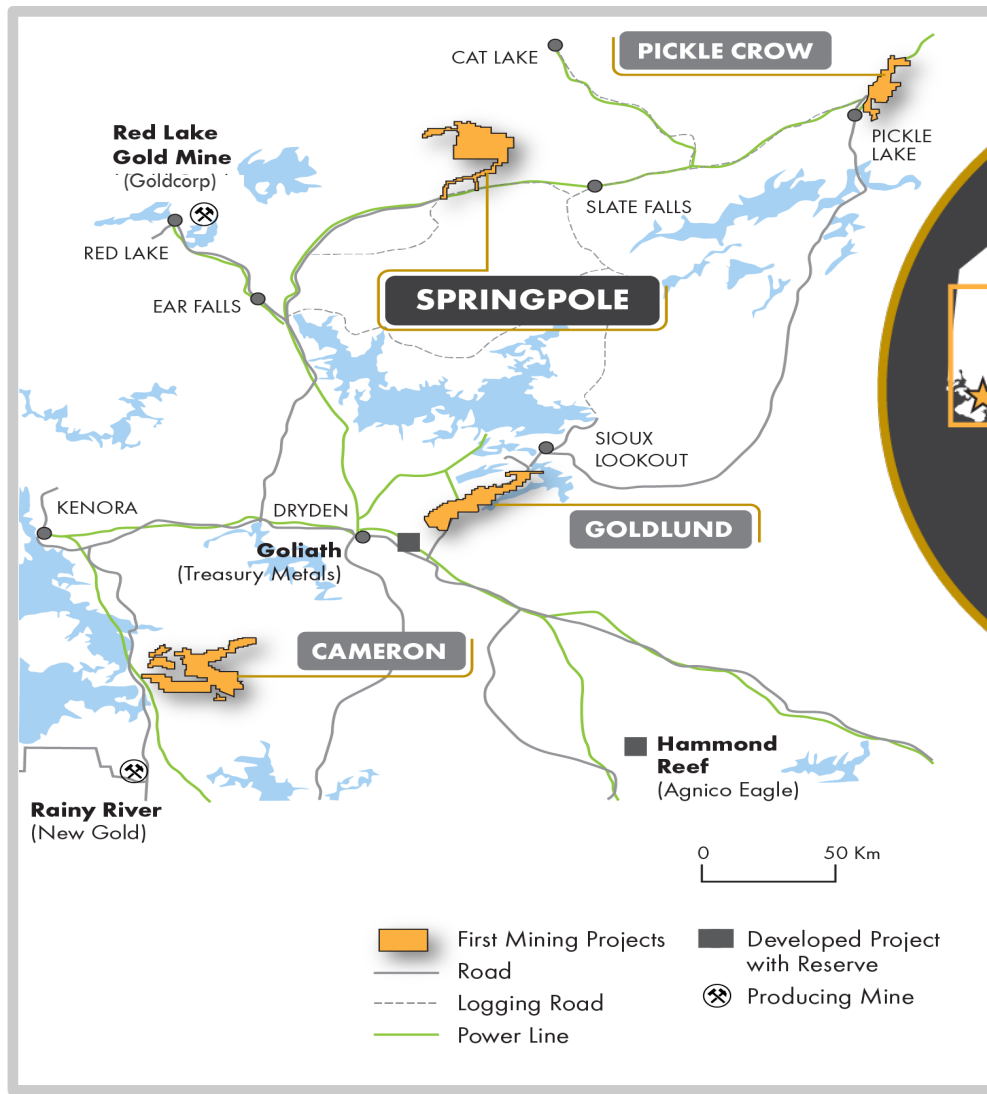 CAT LAKE
PICKLE CROW
Red Lake
Gold Mine
(Goldcorp)
PICKLE
LAKE
SLATE FALLS
RED LAKE
EAR FALLS
SPRINGPOLE
SIOUX
LOOKOUT
KENORA
DRYDEN
GOLDLUND
Goliath
(Treasury Metals)
CAMERON
Hammond
Reef
(Agnico Eagle)
Rainy River
(New Gold)
0 50 Km
First Mining Projects
Road
Logging Road
Power Line
Developed Project
with Reserve
Producing Mine